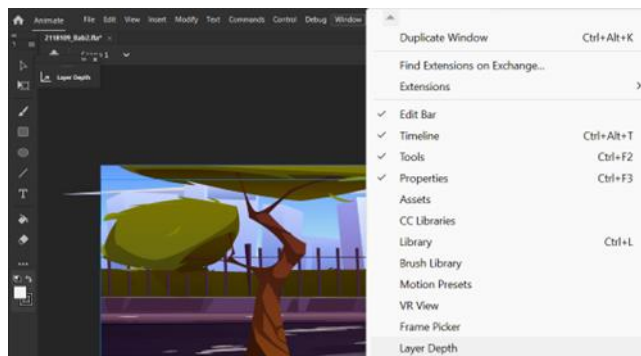 Animate File Edit View Insert Modify Text Commands Control Debug Window
2118109_Bab2.fla*
Layer Depth
T
Duplicate Window Ctrl+Alt+K
Find Extensions on Exchange...
Extensions
Edit Bar
Timeline Ctrl+Alt+T
Tools Ctrl+F2
Properties Ctrl+F3
Assets
CC Libraries
Library Ctrl+L
Brush Library
Motion Presets
VR View
Frame Picker
Layer Depth